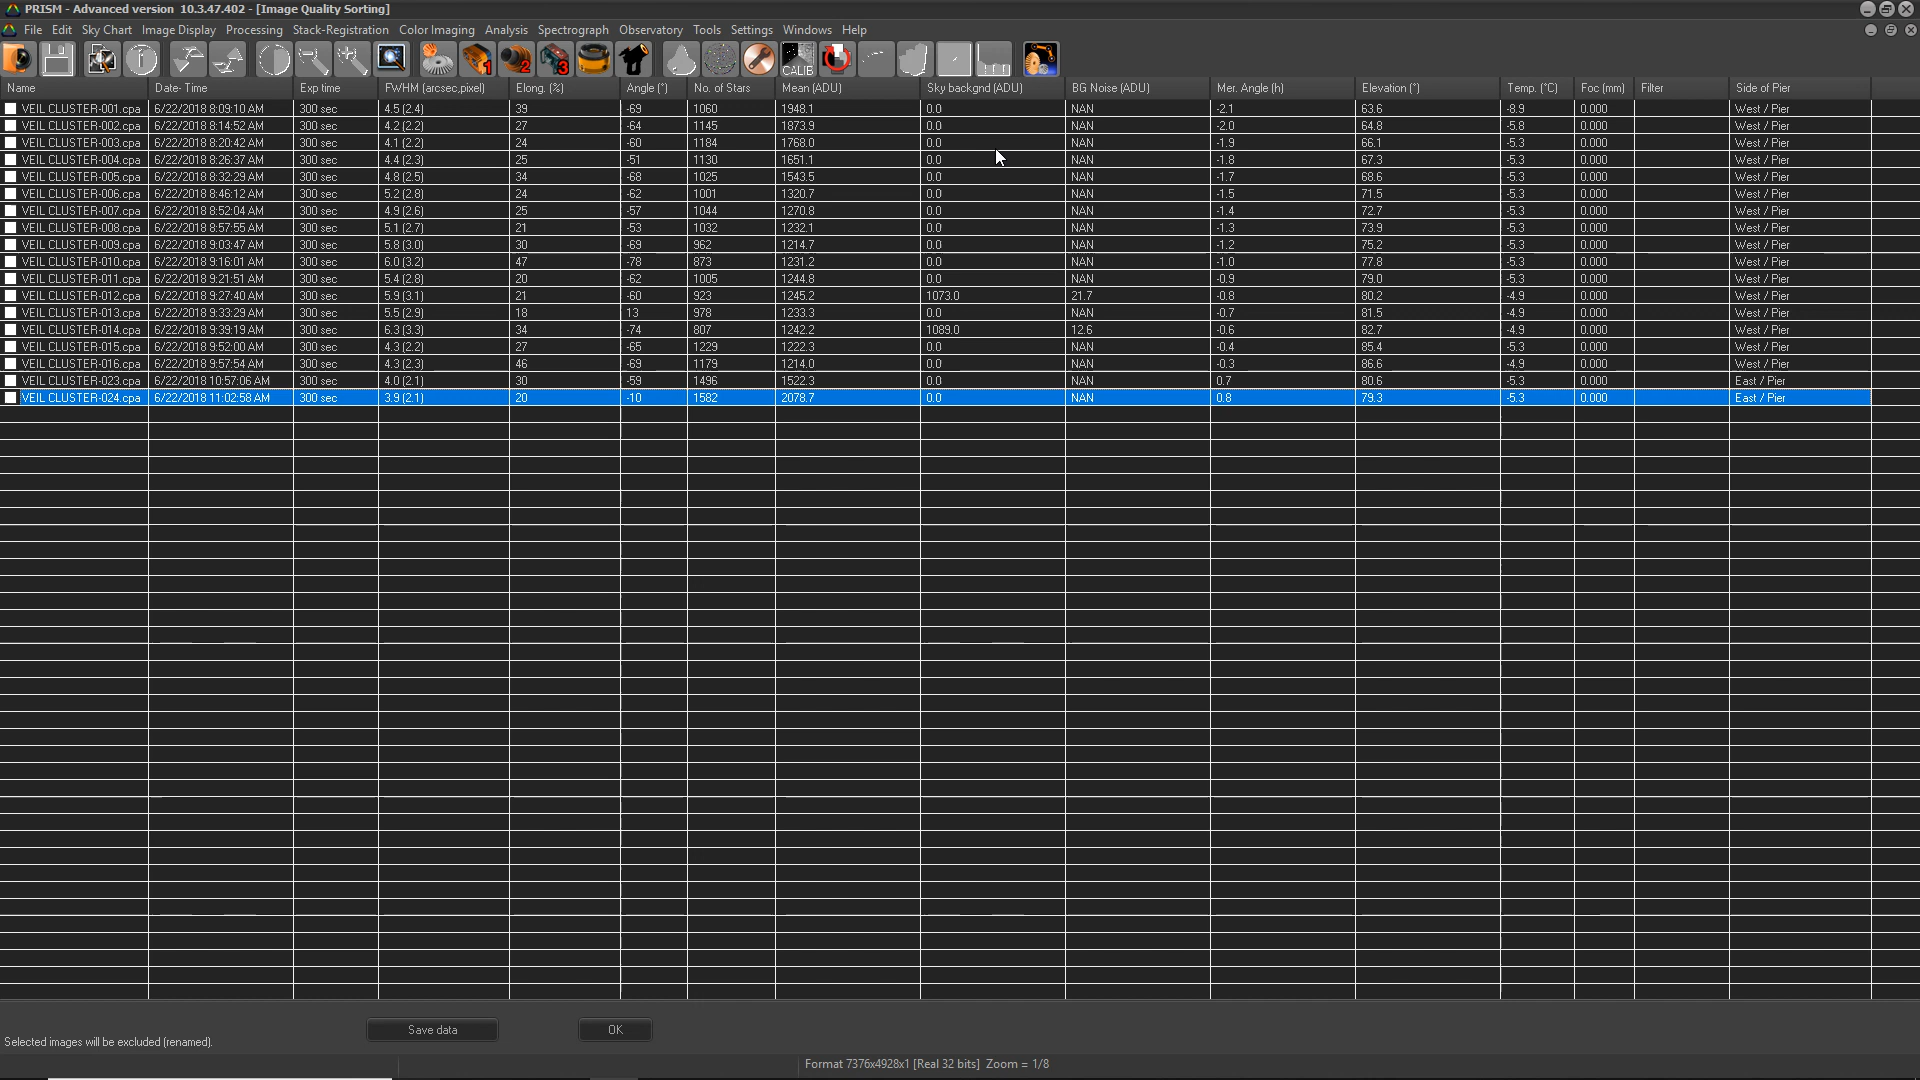 PRISM - Advanced version 10.3.47.402 - [Image Quality Sorting]
File Edit Sky Chart Image Display Processing Stack-Registration Color Imaging Analysis Spectrograph Observatory Tools Settings Windows Help
1 2 3 CALIB
Name Date- Time Exp time FWHM (arcsec,pixel) Elong. (%) Angle (°) No. of Stars Mean (ADU) Sky backgnd (ADU) BG Noise (ADU) Mer. Angle (h) Elevation (°) Temp. (°C) Foc (mm) Filter Side of Pier
VEIL CLUSTER-001.cpa 6/22/2018 8:09:10 AM 300 sec 4.5 (2.4) 39 -69 1060 1948.1 0.0 NAN -2.1 63.6 -8.9 0.000 West / Pier
VEIL CLUSTER-002.cpa 6/22/2018 8:14:52 AM 300 sec 4.2 (2.2) 27 -64 1145 1873.9 0.0 NAN -2.0 64.8 -5.8 0.000 West / Pier
VEIL CLUSTER-003.cpa 6/22/2018 8:20:42 AM 300 sec 4.1 (2.2) 24 -60 1184 1768.0 0.0 NAN -1.9 66.1 -5.3 0.000 West / Pier
VEIL CLUSTER-004.cpa 6/22/2018 8:26:37 AM 300 sec 4.4 (2.3) 25 -51 1130 1651.1 0.0 NAN -1.8 67.3 -5.3 0.000 West / Pier
VEIL CLUSTER-005.cpa 6/22/2018 8:32:29 AM 300 sec 4.8 (2.5) 34 -68 1025 1543.5 0.0 NAN -1.7 68.6 -5.3 0.000 West / Pier
VEIL CLUSTER-006.cpa 6/22/2018 8:46:12 AM 300 sec 5.2 (2.8) 24 -62 1001 1320.7 0.0 NAN -1.5 71.5 -5.3 0.000 West / Pier
VEIL CLUSTER-007.cpa 6/22/2018 8:52:04 AM 300 sec 4.9 (2.6) 25 -57 1044 1270.8 0.0 NAN -1.4 72.7 -5.3 0.000 West / Pier
VEIL CLUSTER-008.cpa 6/22/2018 8:57:55 AM 300 sec 5.1 (2.7) 21 -53 1032 1232.1 0.0 NAN -1.3 73.9 -5.3 0.000 West / Pier
VEIL CLUSTER-009.cpa 6/22/2018 9:03:47 AM 300 sec 5.8 (3.0) 30 -69 962 1214.7 0.0 NAN -1.2 75.2 -5.3 0.000 West / Pier
VEIL CLUSTER-010.cpa 6/22/2018 9:16:01 AM 300 sec 6.0 (3.2) 47 -78 873 1231.2 0.0 NAN -1.0 77.8 -5.3 0.000 West / Pier
VEIL CLUSTER-011.cpa 6/22/2018 9:21:51 AM 300 sec 5.4 (2.8) 20 -62 1005 1244.8 0.0 NAN -0.9 79.0 -5.3 0.000 West / Pier
VEIL CLUSTER-012.cpa 6/22/2018 9:27:40 AM 300 sec 5.9 (3.1) 21 -60 923 1245.2 1073.0 21.7 -0.8 80.2 -4.9 0.000 West / Pier
VEIL CLUSTER-013.cpa 6/22/2018 9:33:29 AM 300 sec 5.5 (2.9) 18 13 978 1233.3 0.0 NAN -0.7 81.5 -4.9 0.000 West / Pier
VEIL CLUSTER-014.cpa 6/22/2018 9:39:19 AM 300 sec 6.3 (3.3) 34 -74 807 1242.2 1089.0 12.6 -0.6 82.7 -4.9 0.000 West / Pier
VEIL CLUSTER-015.cpa 6/22/2018 9:52:00 AM 300 sec 4.3 (2.2) 27 -65 1229 1222.3 0.0 NAN -0.4 85.4 -5.3 0.000 West / Pier
VEIL CLUSTER-016.cpa 6/22/2018 9:57:54 AM 300 sec 4.3 (2.3) 46 -69 1179 1214.0 0.0 NAN -0.3 86.6 -4.9 0.000 West / Pier
VEIL CLUSTER-023.cpa 6/22/2018 10:57:06 AM 300 sec 4.0 (2.1) 30 -59 1496 1522.3 0.0 NAN 0.7 80.6 -5.3 0.000 East / Pier
VEIL CLUSTER-024.cpa 6/22/2018 11:02:58 AM 300 sec 3.9 (2.1) 20 -10 1582 2078.7 0.0 NAN 0.8 79.3 -5.3 0.000 East / Pier
Save data OK
Selected images will be excluded (renamed).
Format 7376x4928x1 [Real 32 bits] Zoom = 1/8